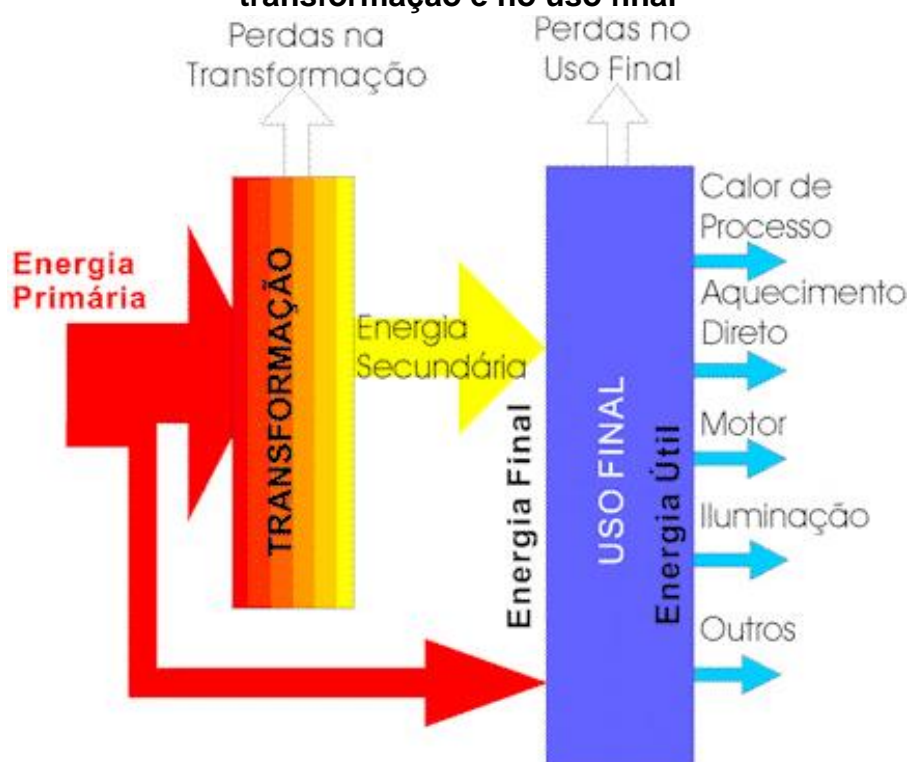 transformação e no uso final
Perdas na
Transformação
Perdas no
Uso Final
Energia
Primária
TRANSFORMAÇÃO
Energia
Secundária
Energia Final
USO FINAL
Energia Útil
Calor de
Processo
Aquecimento
Direto
Motor
Iluminação
Outros